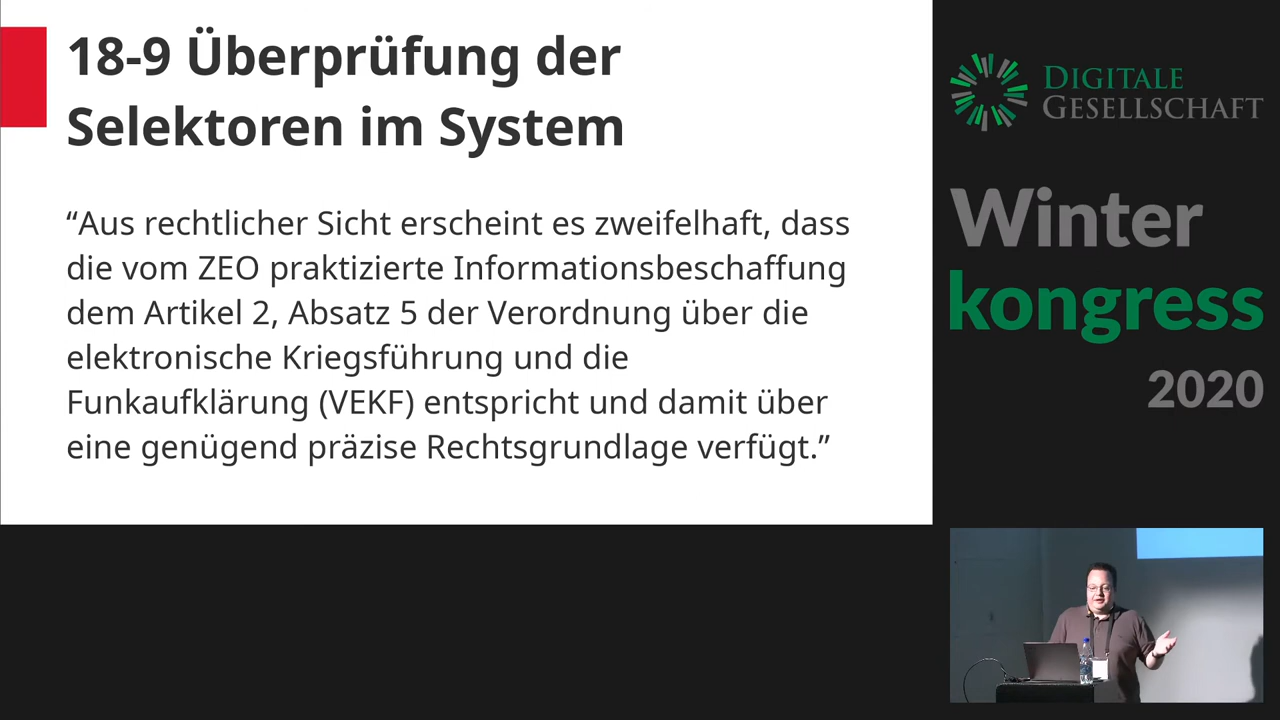 18-9 Überprüfung der
Selektoren im System
“Aus rechtlicher Sicht erscheint es zweifelhaft, dass
die vom ZEO praktizierte Informationsbeschaffung
dem Artikel 2, Absatz 5 der Verordnung über die
elektronische Kriegsführung und die
Funkaufklärung (VEKF) entspricht und damit über
eine genügend präzise Rechtsgrundlage verfügt.”
DIGITALE
GESELLSCHAFT
Winter
kongress
2020